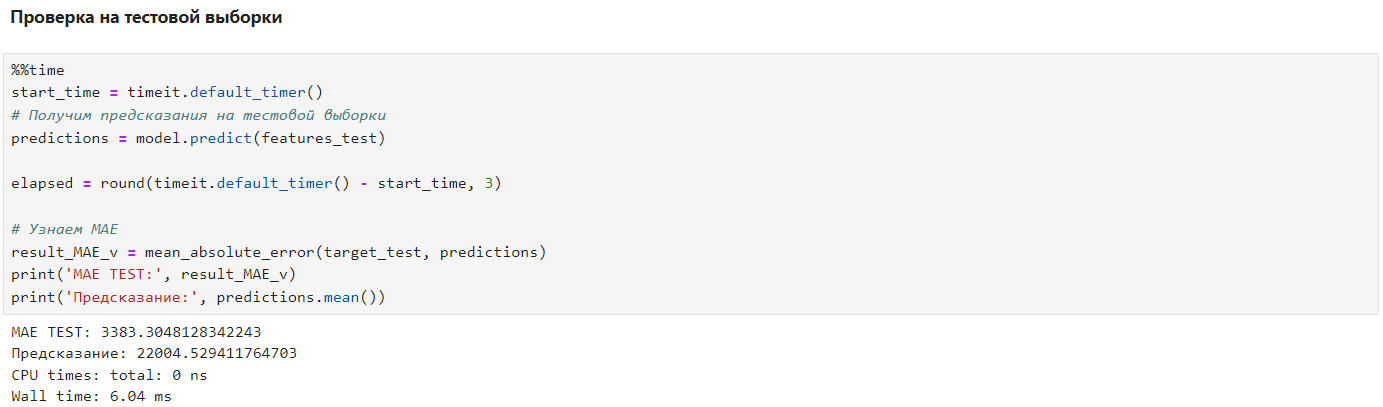 Проверка на тестовой выборки
%%time
start_time = timeit.default_timer()
# Получим предсказания на тестовой выборки
predictions = model.predict(features_test)
elapsed = round(timeit.default_timer() - start_time, 3)
# Узнаем MAE
result_MAE_v = mean_absolute_error(target_test, predictions)
print('MAE TEST:', result_MAE_v)
print('Предсказание:', predictions.mean())
MAE TEST: 3383.3048128342243
Предсказание: 22004.529411764703
CPU times: total: 0 ns
Wall time: 6.04 ms